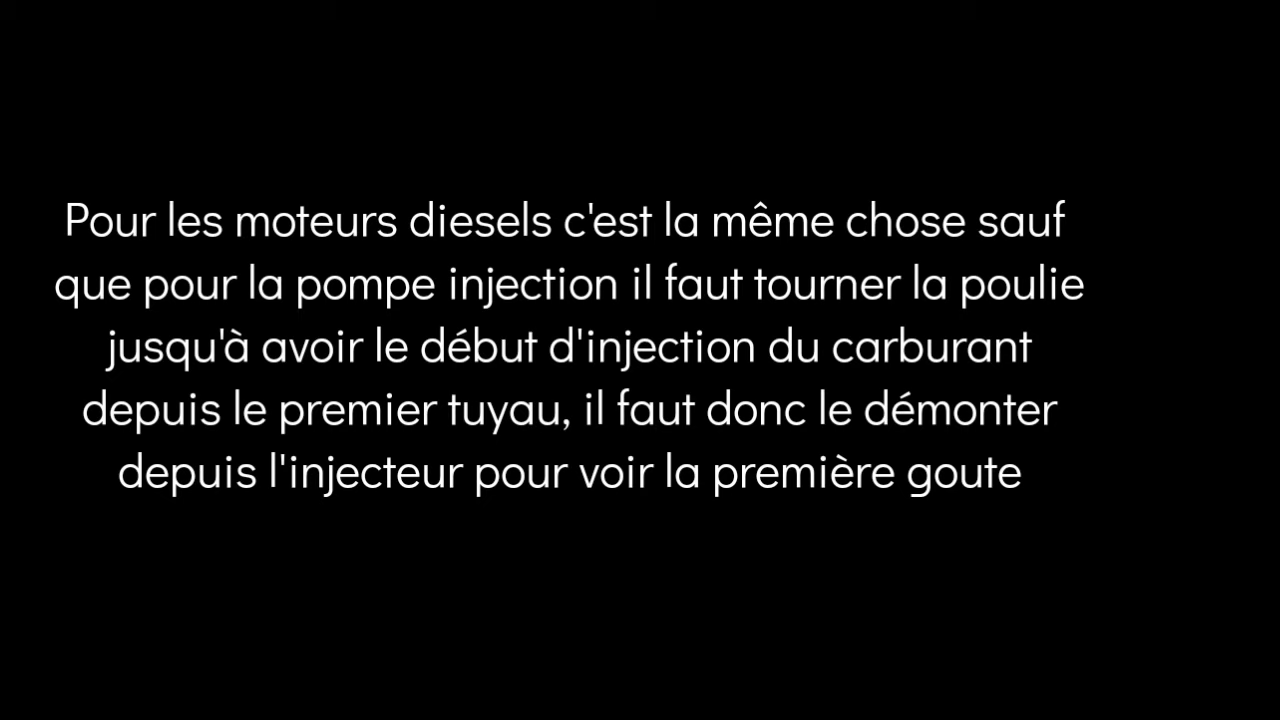 Pour les moteurs diesels c'est la même chose sauf
que pour la pompe injection il faut tourner la poulie
jusqu'à avoir le début d'injection du carburant
depuis le premier tuyau, il faut donc le démonter
depuis l'injecteur pour voir la première goute